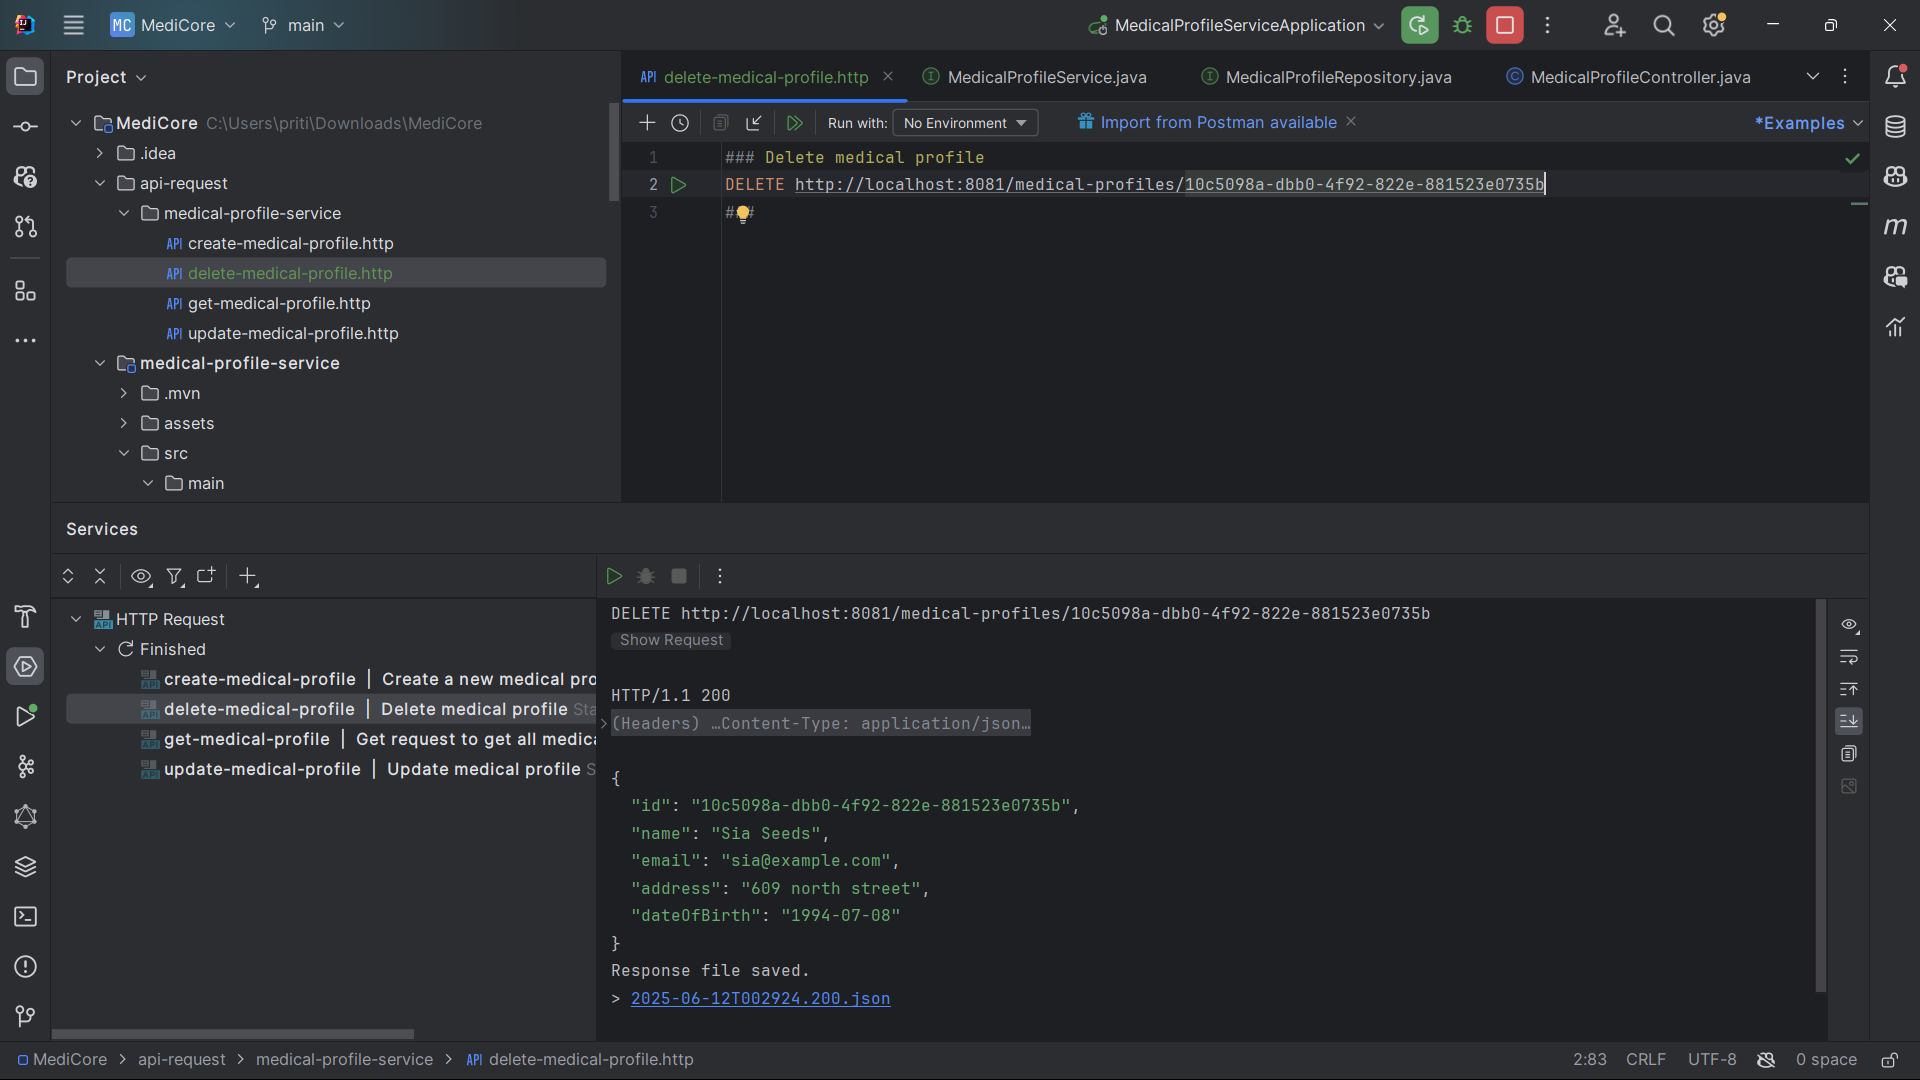 MC MediCore main MedicalProfileServiceApplication
Project
MediCore C:\Users\priti\Downloads\MediCore
.idea
api-request
medical-profile-service
API create-medical-profile.http
API delete-medical-profile.http
API get-medical-profile.http
API update-medical-profile.http
medical-profile-service
.mvn
assets
src
main
API delete-medical-profile.http MedicalProfileService.java MedicalProfileRepository.java MedicalProfileController.java
Run with: No Environment Import from Postman available *Examples
1 ### Delete medical profile
2 DELETE http://localhost:8081/medical-profiles/10c5098a-dbb0-4f92-822e-881523e0735b
3 ###
Services
HTTP Request
Finished
create-medical-profile | Create a new medical pro
delete-medical-profile | Delete medical profile Sta
get-medical-profile | Get request to get all medica
update-medical-profile | Update medical profile S
DELETE http://localhost:8081/medical-profiles/10c5098a-dbb0-4f92-822e-881523e0735b
Show Request
HTTP/1.1 200
(Headers) …Content-Type: application/json…
{
"id": "10c5098a-dbb0-4f92-822e-881523e0735b",
"name": "Sia Seeds",
"email": "sia@example.com",
"address": "609 north street",
"dateOfBirth": "1994-07-08"
}
Response file saved.
> 2025-06-12T002924.200.json
MediCore > api-request > medical-profile-service > API delete-medical-profile.http 2:83 CRLF UTF-8 0 space